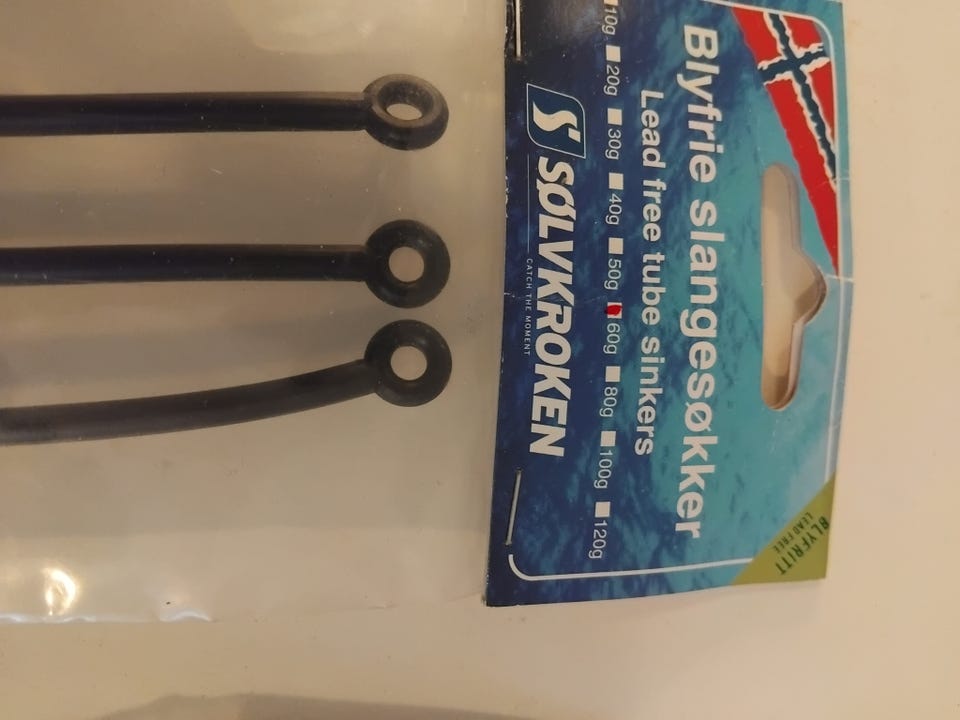 BLYFRITT
LEAD FREE
Blyfrie slangesøkker
Lead free tube sinkers
10g 20g 30g 40g 50g 60g 80g 100g 120g
S SØLVKROKEN
CATCH THE MOMENT